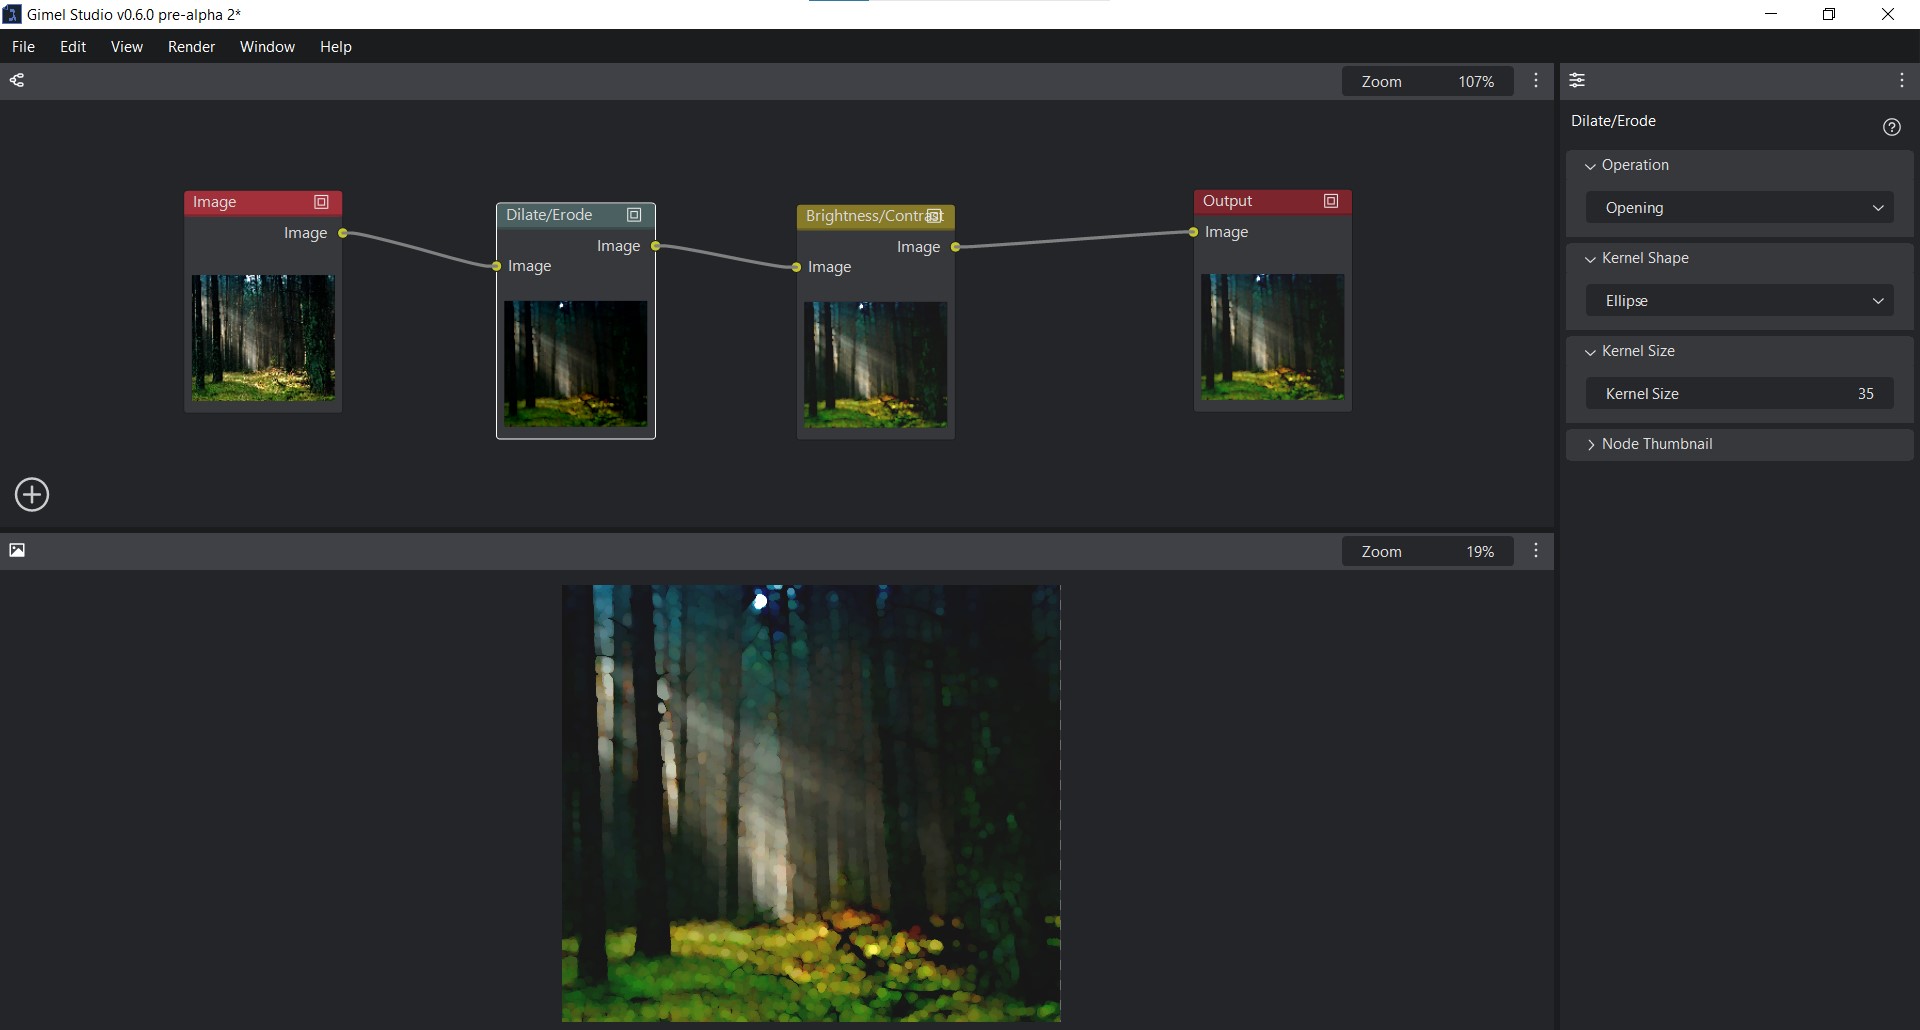 Gimel Studio v0.6.0 pre-alpha 2*
File Edit View Render Window Help
Zoom 107%
Image
Image
Dilate/Erode
Image
Image
Brightness/Contrast
Image
Image
Output
Image
Zoom 19%
Dilate/Erode
Operation
Opening
Kernel Shape
Ellipse
Kernel Size
Kernel Size 35
Node Thumbnail